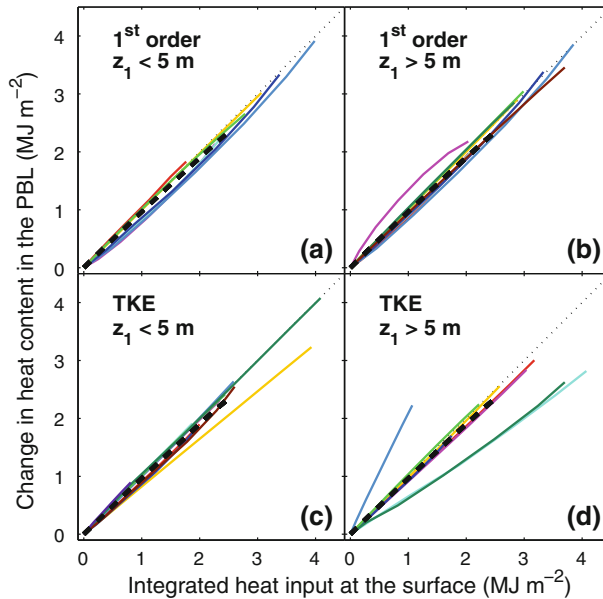 Change in heat content in the PBL (MJ m⁻²)
4
3
2
1
0
1ˢᵗ order
z₁ < 5 m
(a)
1ˢᵗ order
z₁ > 5 m
(b)
4
3
2
1
0
TKE
z₁ < 5 m
(c)
TKE
z₁ > 5 m
(d)
0 1 2 3 4 0 1 2 3 4
Integrated heat input at the surface (MJ m⁻²)